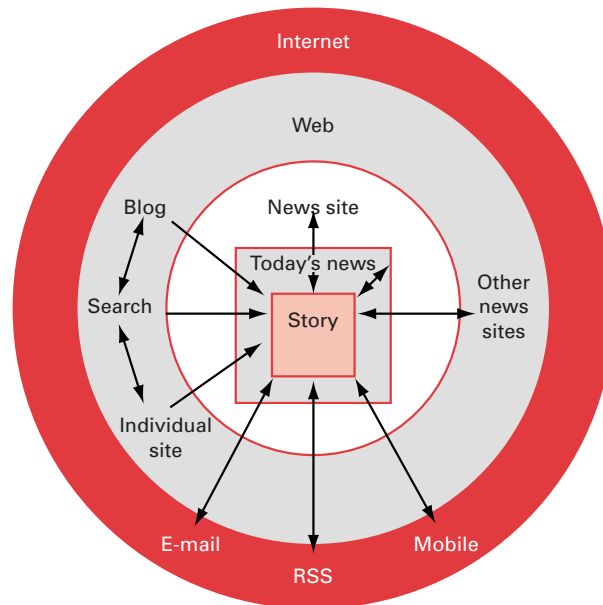 Internet
Web
Blog
News site
Today's news
Search
Story
Other
news
sites
Individual
site
E-mail
RSS
Mobile